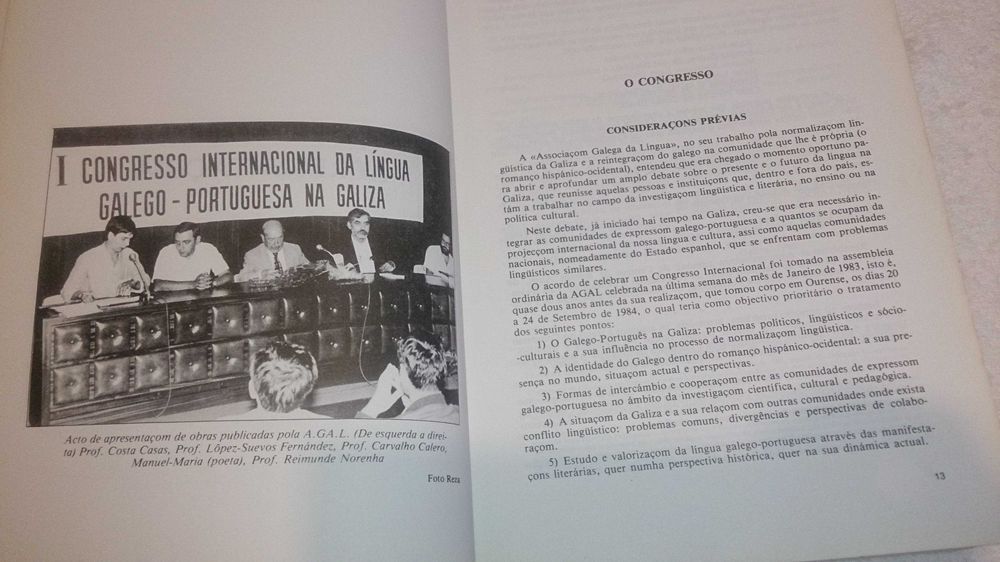 I CONGRESSO INTERNACIONAL DA LÍNGUA
GALEGO - PORTUGUESA NA GALIZA
Acto de apresentaçom de obras publicadas pola A.GA.L. (De esquerda a direi-
ta) Prof. Costa Casas, Prof. López-Suevos Fernández, Prof. Carvalho Calero,
Manuel-Maria (poeta), Prof. Reimunde Norenha
Foto Reza
O CONGRESSO
CONSIDERAÇONS PRÉVIAS
A «Associaçom Galega da Língua», no seu trabalho pola normalizaçom lin-
güística da Galiza e a reintegraçom do galego na comunidade que lhe é própria (o
romanço hispânico-ocidental), entendeu que era chegado o momento oportuno pa-
ra abrir e aprofundar um amplo debate sobre o presente e o futuro da língua na
Galiza, que reunisse aquelas pessoas e instituiçons que, dentro e fora do país, es-
tám a trabalhar no campo da investigaçom lingüística e literária, no ensino ou na
política cultural.
Neste debate, já iniciado hai tempo na Galiza, creu-se que era necessário in-
tegrar as comunidades de expressom galego-portuguesa e a quantos se ocupam da
projecçom internacional da nossa língua e cultura, assi como aquelas comunidades
nacionais, nomeadamente do Estado espanhol, que se enfrentam com problemas
lingüísticos similares.
O acordo de celebrar um Congresso Internacional foi tomado na assembleia
ordinária da AGAL celebrada na última semana do mês de Janeiro de 1983, isto é,
quase dous anos antes da sua realizaçom, que tomou corpo em Ourense, os dias 20
a 24 de Setembro de 1984, o qual teria como objectivo prioritário o tratamento
dos seguintes pontos:
1) O Galego-Português na Galiza: problemas políticos, lingüísticos e sócio-
-culturais e a sua influência no processo de normalizaçom lingüística.
2) A identidade do Galego dentro do romanço hispânico-ocidental: a sua pre-
sença no mundo, situaçom actual e perspectivas.
3) Formas de intercámbio e cooperaçom entre as comunidades de expressom
galego-portuguesa no âmbito da investigaçom científica, cultural e pedagógica.
4) A situaçom da Galiza e a sua relaçom com outras comunidades onde exista
conflito lingüístico: problemas comuns, divergências e perspectivas de colabo-
raçom.
5) Estudo e valorizaçom da língua galego-portuguesa através das manifesta-
çons literárias, quer numha perspectiva histórica, quer na sua dinámica actual.
13